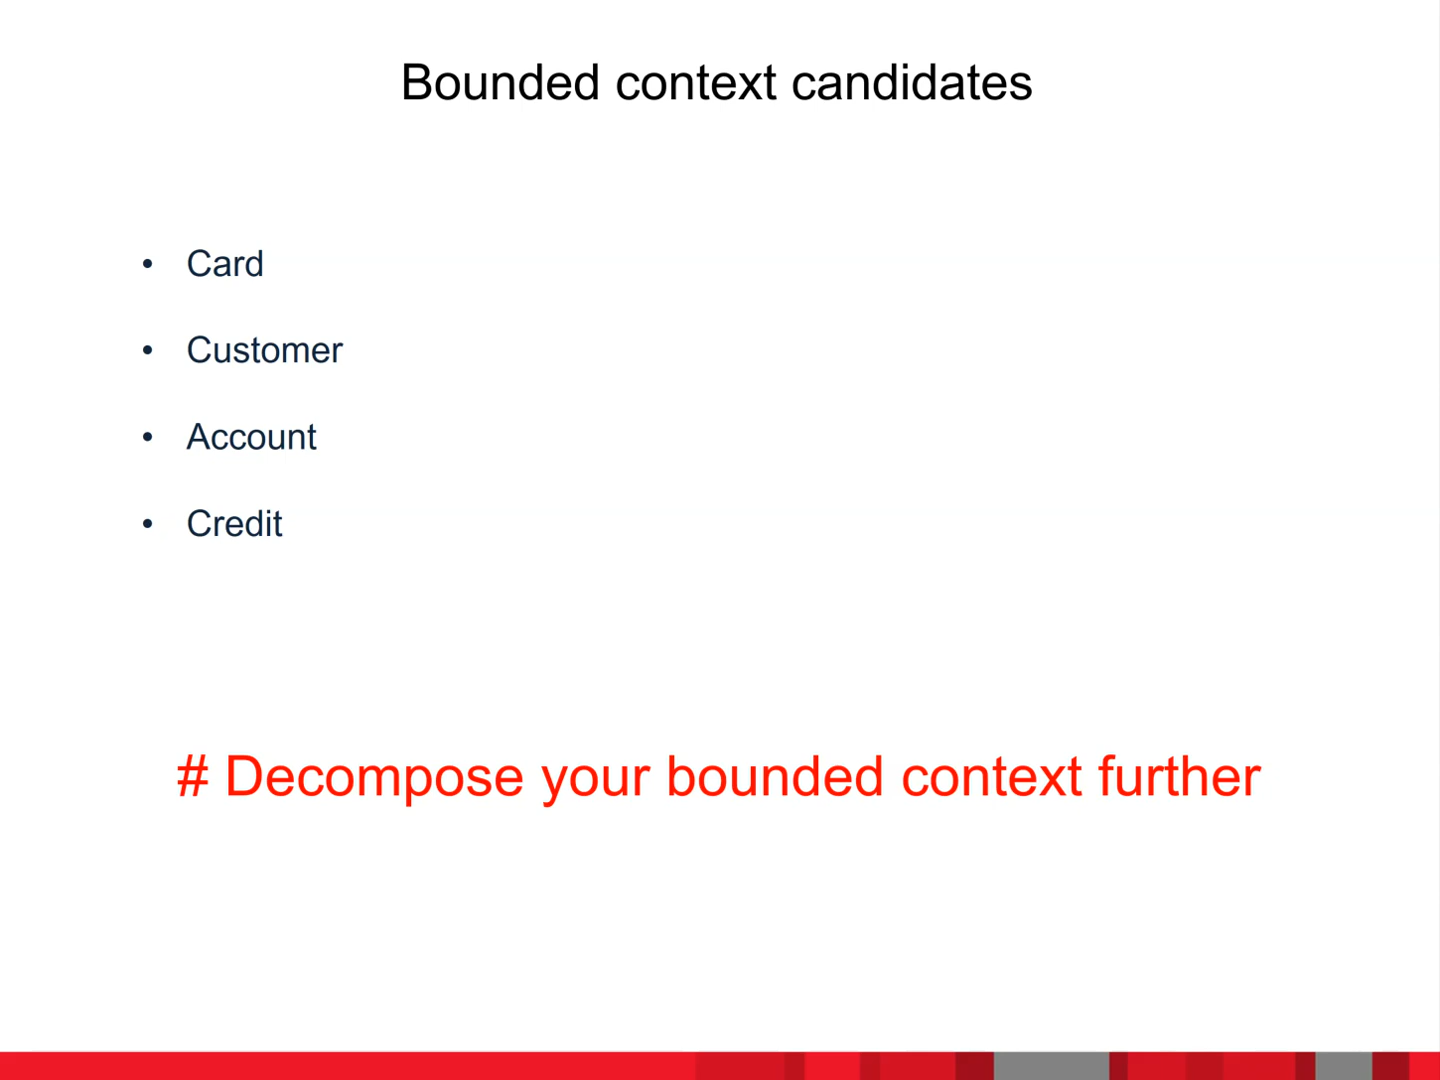 Bounded context candidates
• Card
• Customer
• Account
• Credit
# Decompose your bounded context further